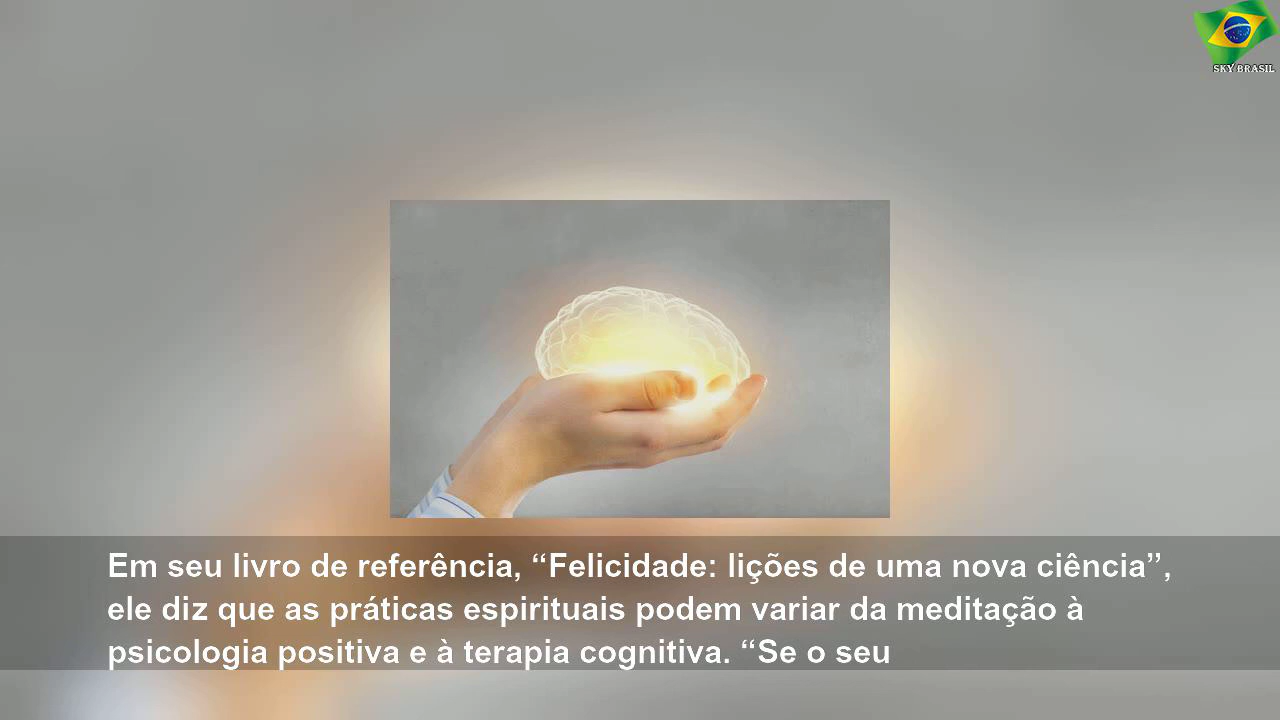 SKY BRASIL
Em seu livro de referência, “Felicidade: lições de uma nova ciência”,
ele diz que as práticas espirituais podem variar da meditação à
psicologia positiva e à terapia cognitiva. “Se o seu